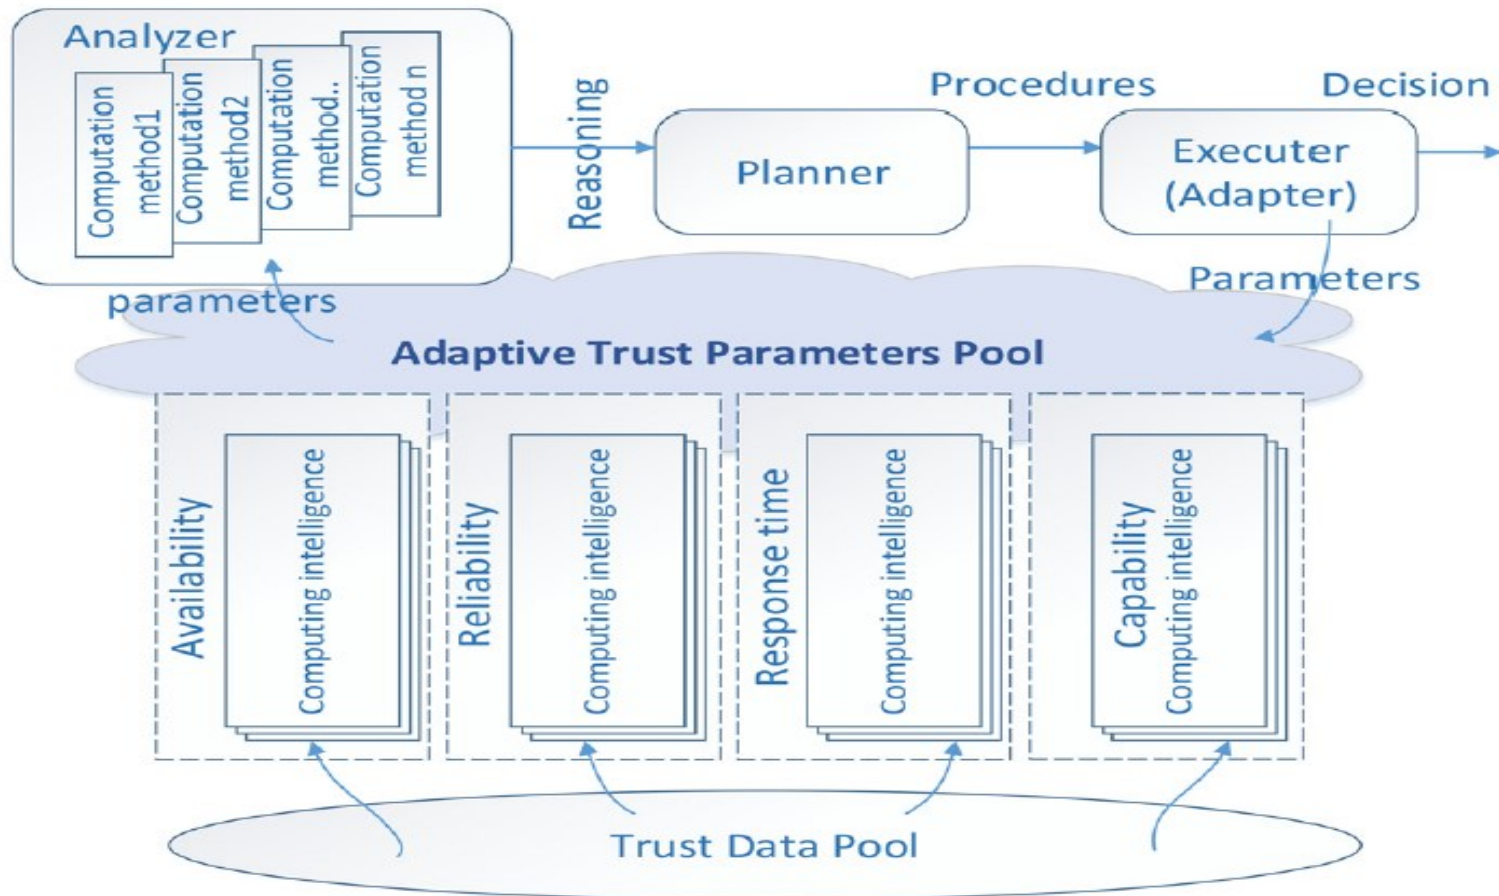 Analyzer
Computation
method1
Computation
method2
Computation
method..
Computation
method n
Reasoning
Planner
Procedures
Executer
(Adapter)
Decision
parameters
Parameters
Adaptive Trust Parameters Pool
Availability
Computing intelligence
Reliability
Computing intelligence
Response time
Computing intelligence
Capability
Computing intelligence
Trust Data Pool